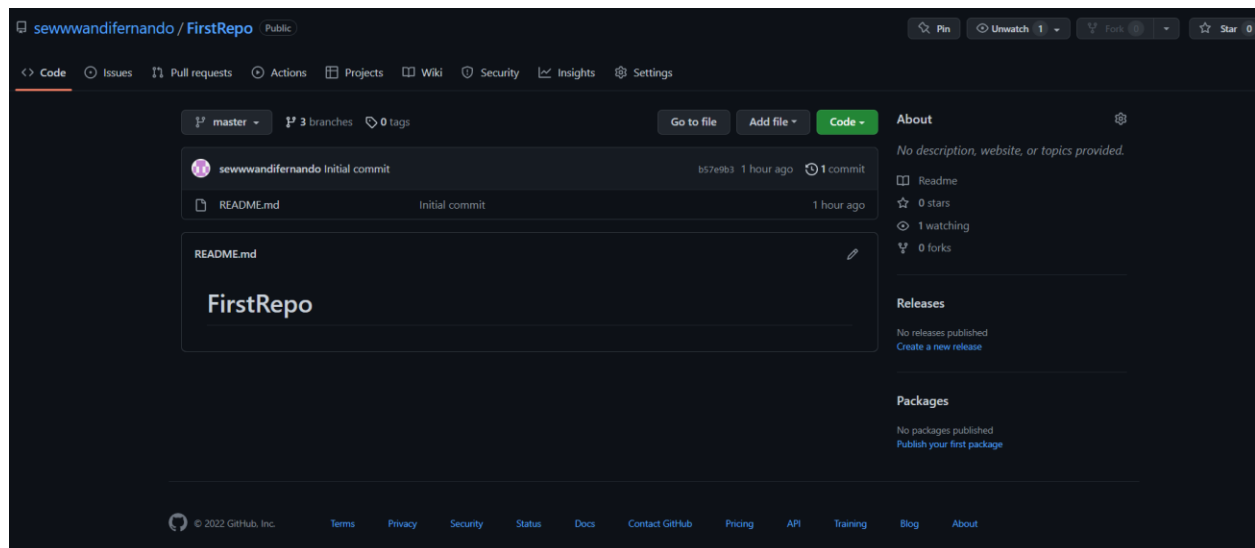 sewwwandifernando / FirstRepo Public
Pin Unwatch 1 Fork 0 Star 0
<> Code Issues Pull requests Actions Projects Wiki Security Insights Settings
master 3 branches 0 tags Go to file Add file Code
sewwwandifernando Initial commit b57e9b3 1 hour ago 1 commit
README.md Initial commit 1 hour ago
README.md
FirstRepo
About
No description, website, or topics provided.
Readme
0 stars
1 watching
0 forks
Releases
No releases published
Create a new release
Packages
No packages published
Publish your first package
© 2022 GitHub, Inc. Terms Privacy Security Status Docs Contact GitHub Pricing API Training Blog About